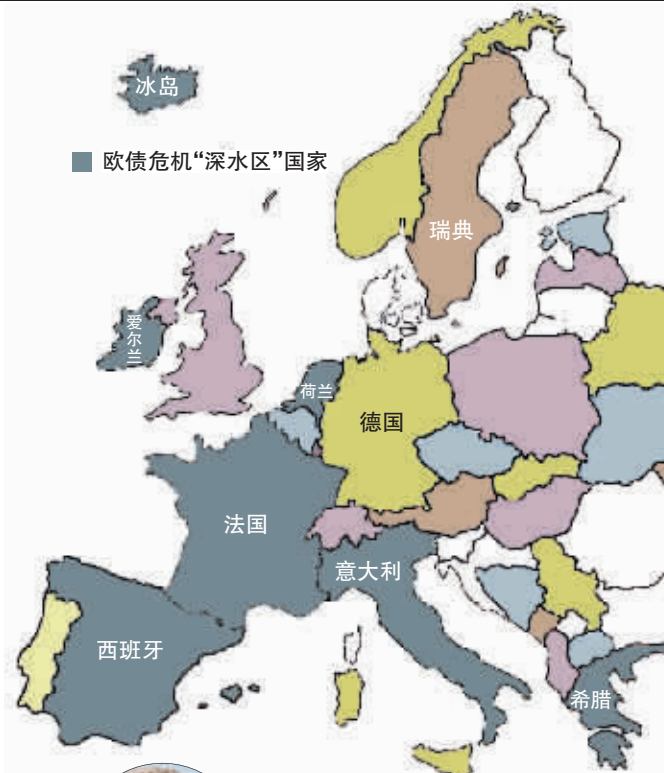 冰岛
欧债危机“深水区”国家
瑞典
爱尔兰
荷兰
德国
法国
意大利
西班牙
希腊